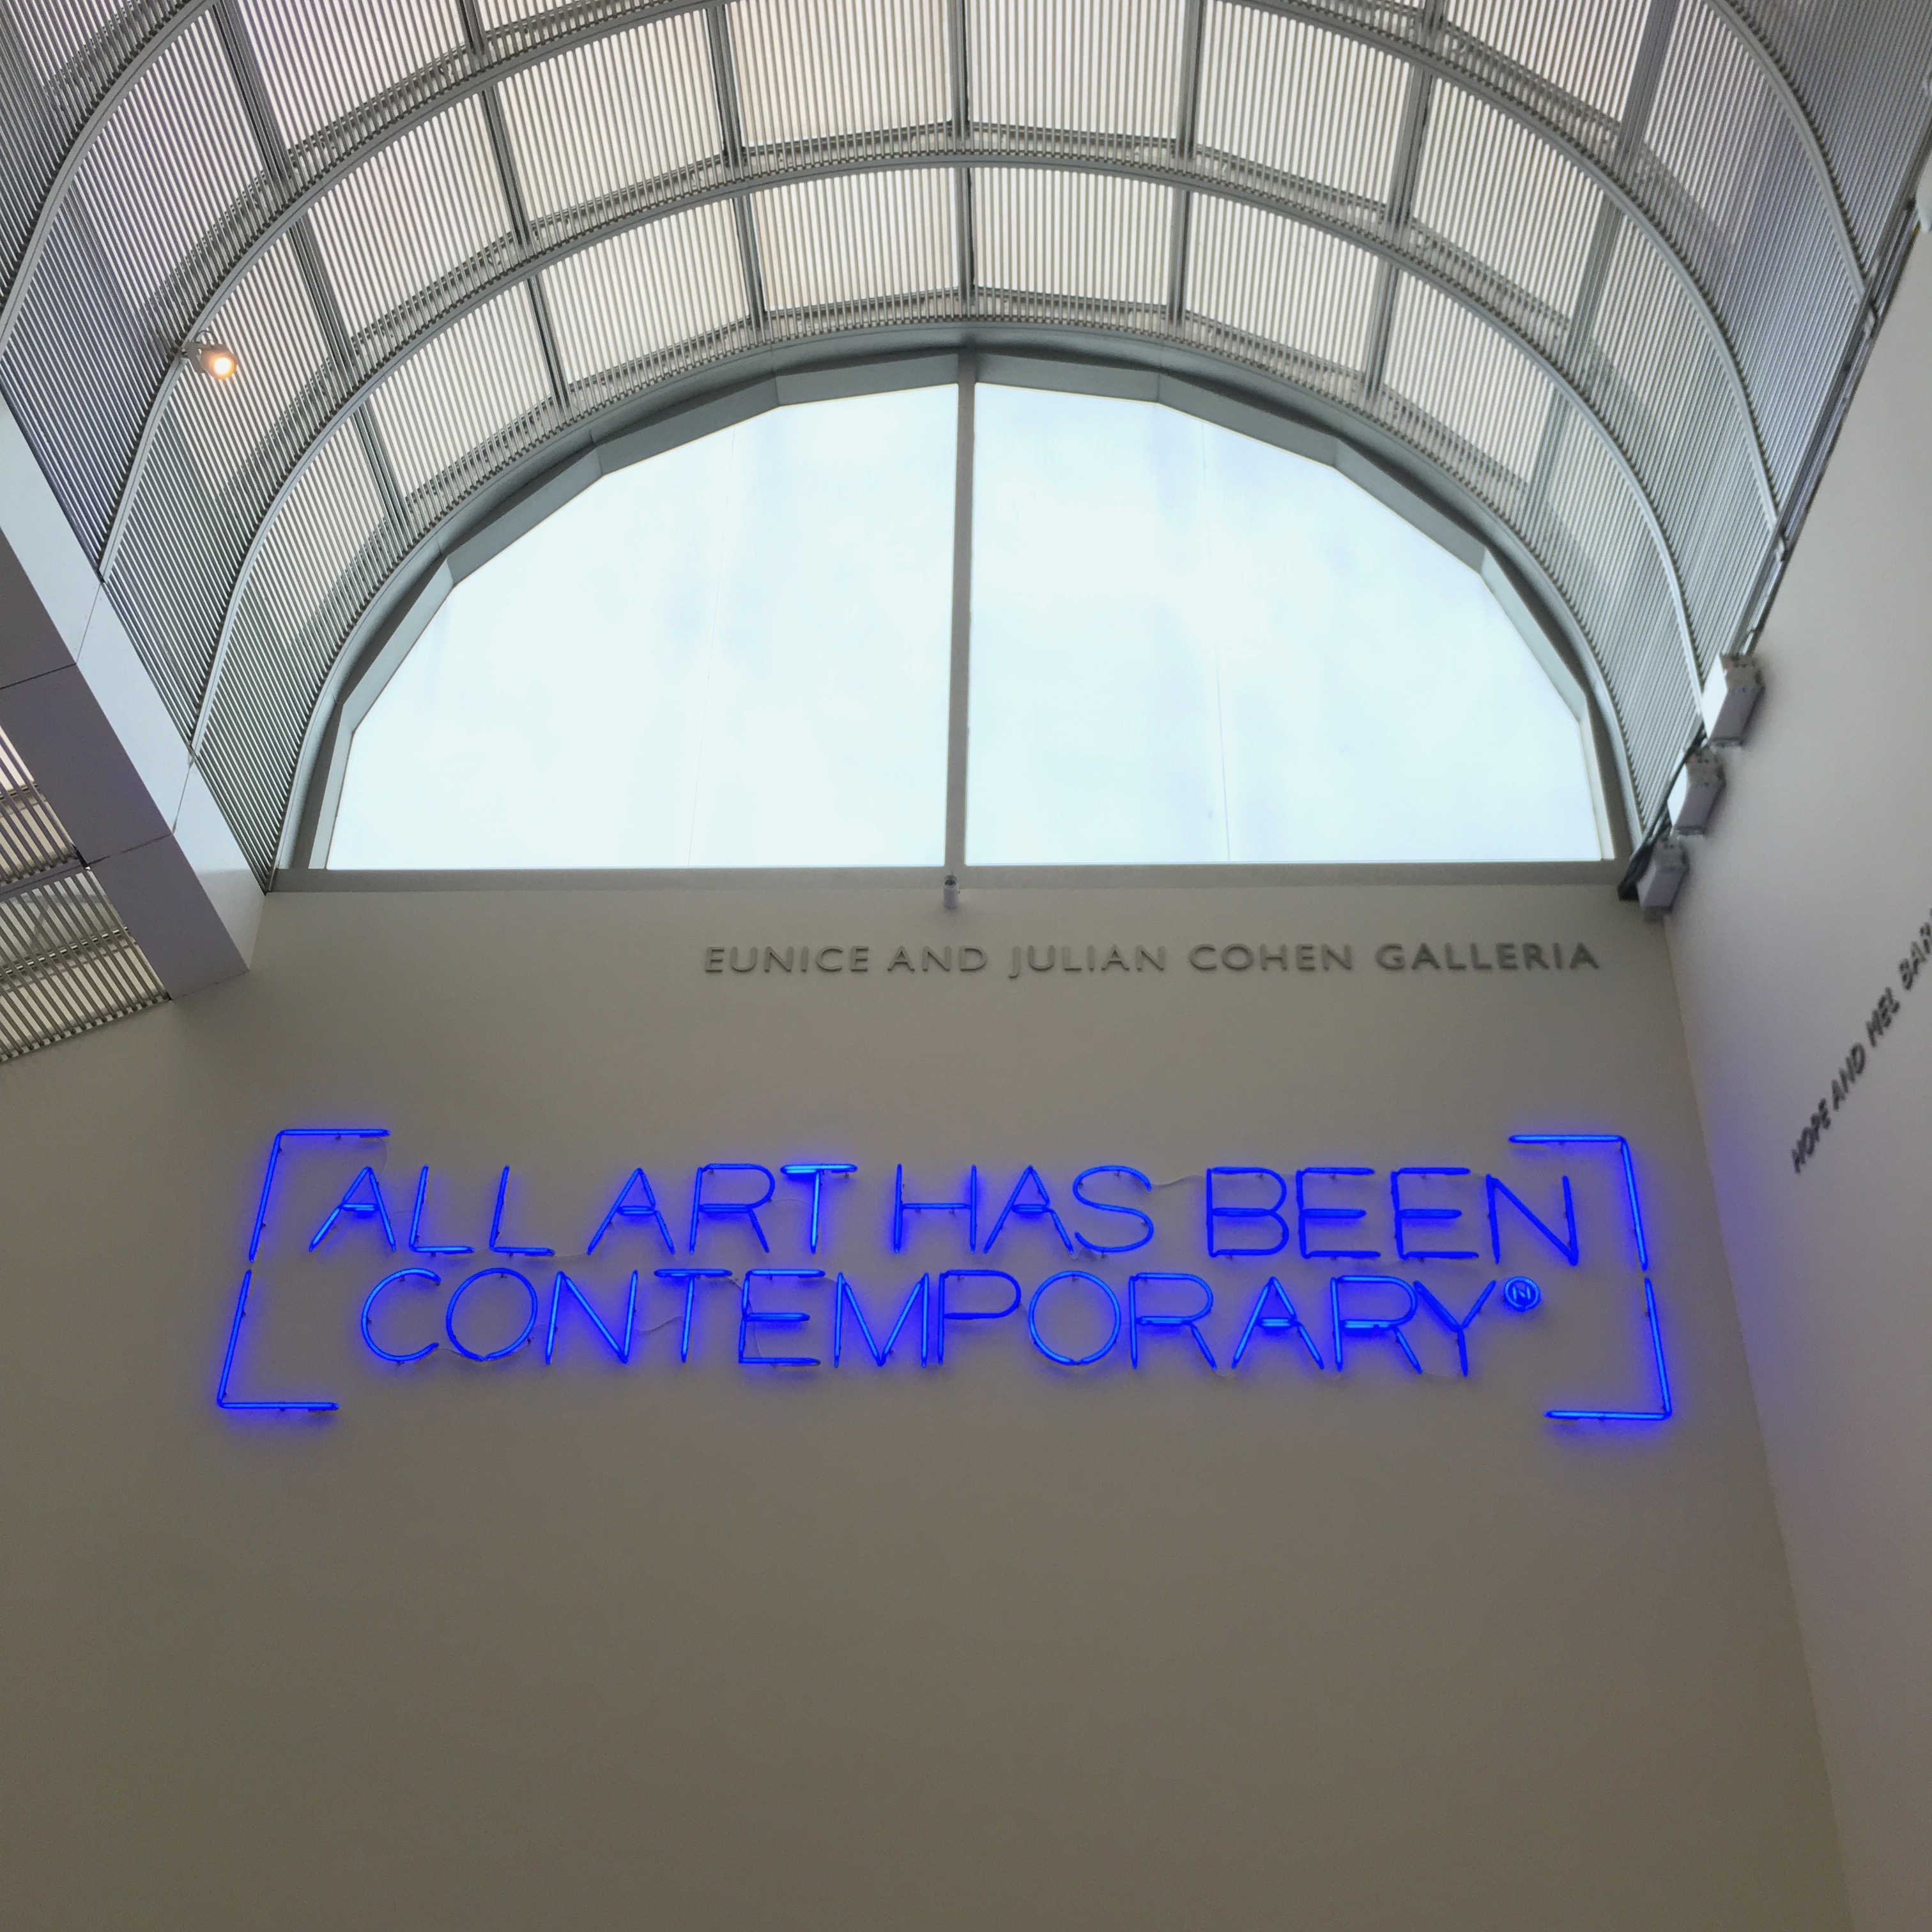 EUNICE AND JULIAN COHEN GALLERIA
HOPE AND MEL
[ALL ART HAS BEEN
CONTEMPORARY Ⓝ]